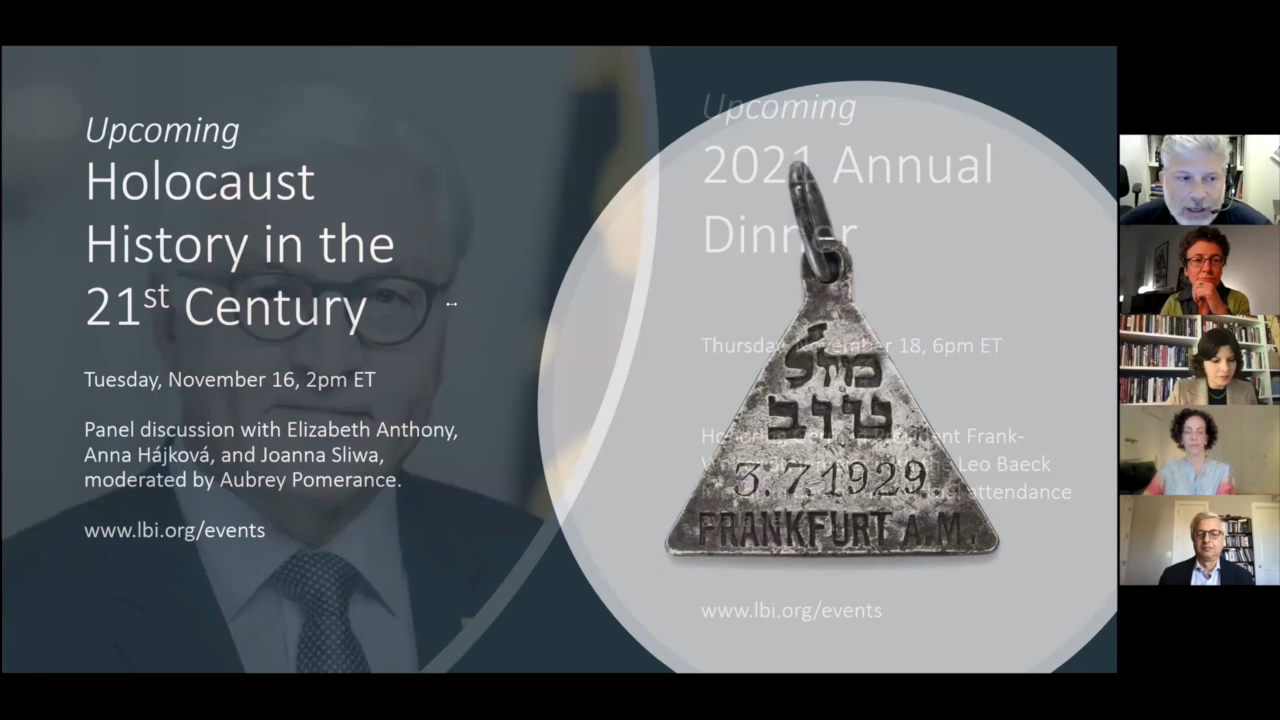 Upcoming
Holocaust
History in the
21st Century
Tuesday, November 16, 2pm ET
Panel discussion with Elizabeth Anthony,
Anna Hájková, and Joanna Sliwa,
moderated by Aubrey Pomerance.
www.lbi.org/events
Upcoming
2021 Annual
Dinner
Thursday, November 18, 6pm ET
Frank-
Leo Baeck
attendance
www.lbi.org/events
מזל
טוב
3.7.1929
FRANKFURT A.M.